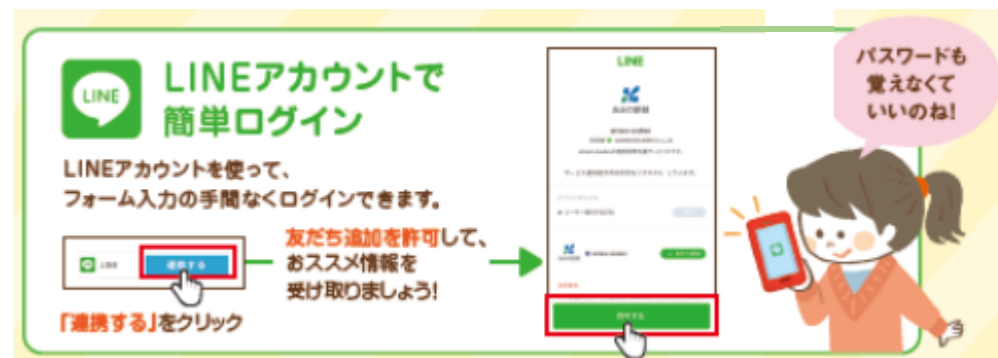 LINE
LINEアカウントで
簡単ログイン
LINEアカウントを使って、
フォーム入力の手間なくログインできます。
LINE
連携する
「連携する」をクリック
友だち追加を許可して、
おススメ情報を
受け取りましょう!
LINE
許可する
パスワードも
覚えなくて
いいのね!